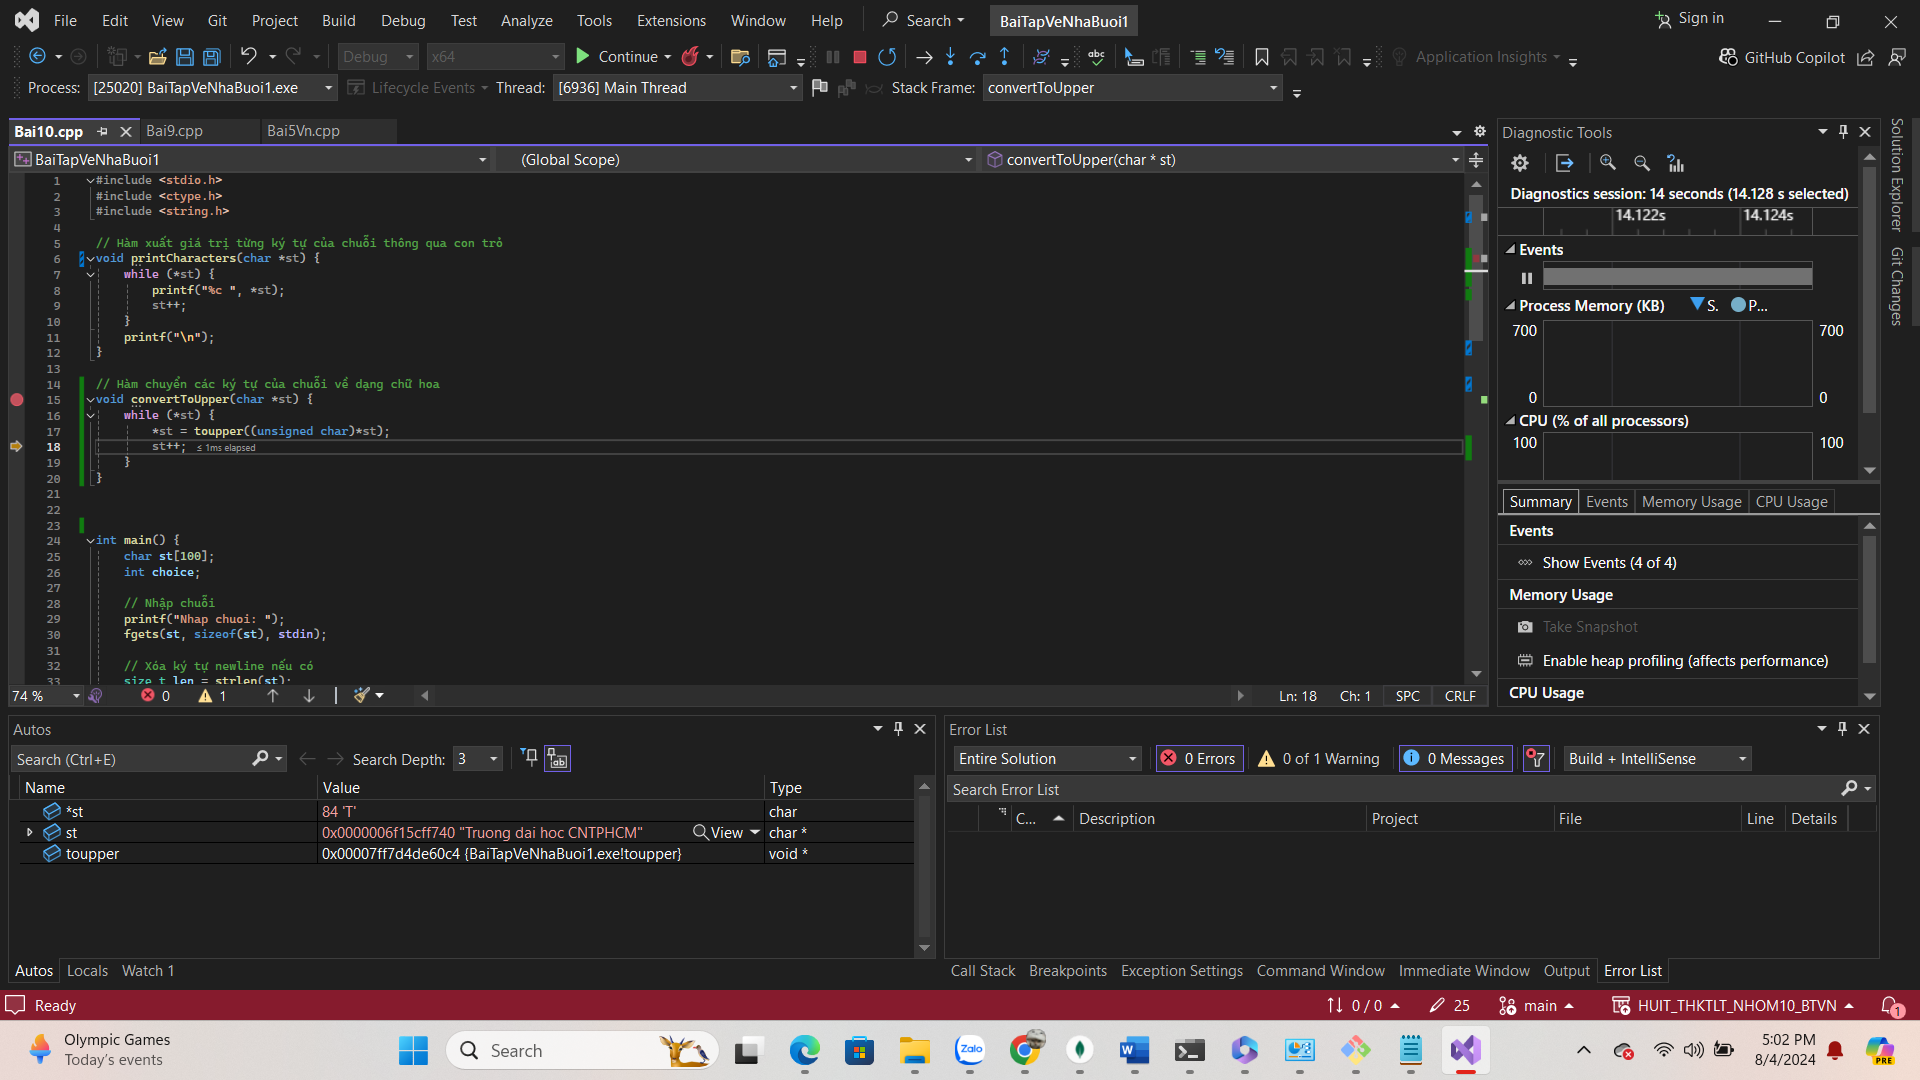 File Edit View Git Project Build Debug Test Analyze Tools Extensions Window Help Search BaiTapVeNhaBuoi1 Sign in
Debug x64 Continue Application Insights GitHub Copilot
Process: [25020] BaiTapVeNhaBuoi1.exe Lifecycle Events Thread: [6936] Main Thread Stack Frame: convertToUpper
Bai10.cpp Bai9.cpp Bai5Vn.cpp
BaiTapVeNhaBuoi1 (Global Scope) convertToUpper(char * st)
1 #include <stdio.h>
2 #include <ctype.h>
3 #include <string.h>
4
5 // Hàm xuất giá trị từng ký tự của chuỗi thông qua con trỏ
6 void printCharacters(char *st) {
7 while (*st) {
8 printf("%c ", *st);
9 st++;
10 }
11 printf("\n");
12 }
13
14 // Hàm chuyển các ký tự của chuỗi về dạng chữ hoa
15 void convertToUpper(char *st) {
16 while (*st) {
17 *st = toupper((unsigned char)*st);
18 st++; ≤ 1ms elapsed
19 }
20 }
21
22
23
24 int main() {
25 char st[100];
26 int choice;
27
28 // Nhập chuỗi
29 printf("Nhap chuoi: ");
30 fgets(st, sizeof(st), stdin);
31
32 // Xóa ký tự newline nếu có
33 size_t len = strlen(st);
74 % 0 1 Ln: 18 Ch: 1 SPC CRLF
Diagnostic Tools
Diagnostics session: 14 seconds (14.128 s selected)
14.122s 14.124s
Events
Process Memory (KB) S. P...
700 700
0 0
CPU (% of all processors)
100 100
Summary Events Memory Usage CPU Usage
Events
Show Events (4 of 4)
Memory Usage
Take Snapshot
Enable heap profiling (affects performance)
CPU Usage
Solution Explorer
Git Changes
Autos
Search (Ctrl+E) Search Depth: 3
Name Value Type
*st 84 'T' char
st 0x0000006f15cff740 "Truong dai hoc CNTPHCM" View char *
toupper 0x00007ff7d4de60c4 {BaiTapVeNhaBuoi1.exe!toupper} void *
Autos Locals Watch 1
Error List
Entire Solution 0 Errors 0 of 1 Warning 0 Messages Build + IntelliSense
Search Error List
C... Description Project File Line Details
Call Stack Breakpoints Exception Settings Command Window Immediate Window Output Error List
Ready 0 / 0 25 main HUIT_THKTLT_NHOM10_BTVN 1
Olympic Games
Today's events
Search
Zalo
PRE
5:02 PM
8/4/2024